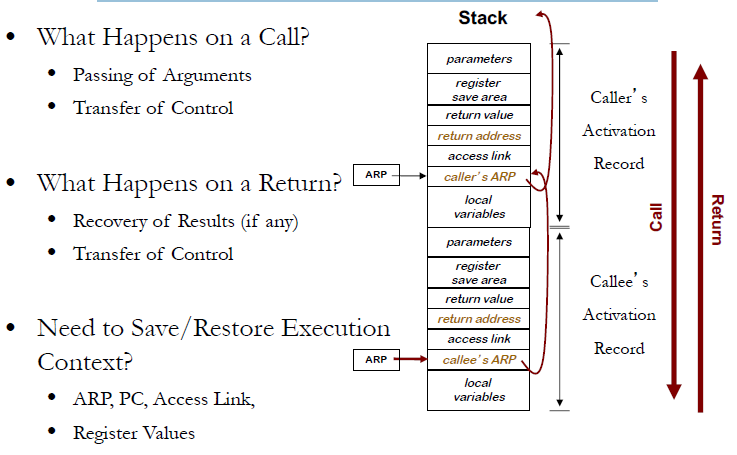 Stack
• What Happens on a Call?
• Passing of Arguments
• Transfer of Control
• What Happens on a Return?
• Recovery of Results (if any)
• Transfer of Control
• Need to Save/Restore Execution
Context?
• ARP, PC, Access Link,
• Register Values
parameters
register
save area
return value
return address
access link
ARP
caller's ARP
local
variables
parameters
register
save area
return value
return address
access link
ARP
callee's ARP
local
variables
Caller's
Activation
Record
Callee's
Activation
Record
Call
Return